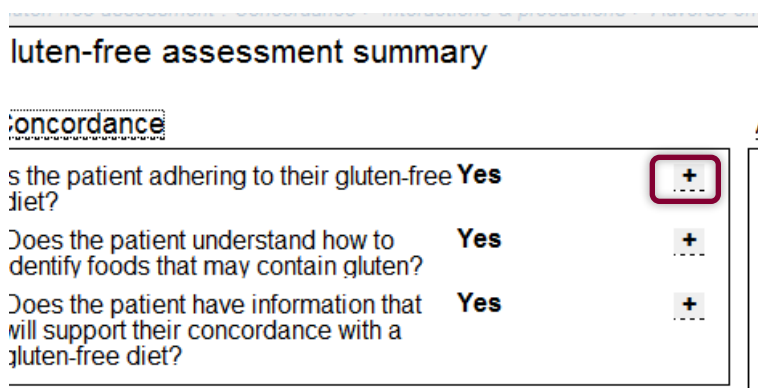 luten-free assessment summary
oncordance
s the patient adhering to their gluten-free Yes +
diet?
Does the patient understand how to Yes +
dentify foods that may contain gluten?
Does the patient have information that Yes +
will support their concordance with a
gluten-free diet?